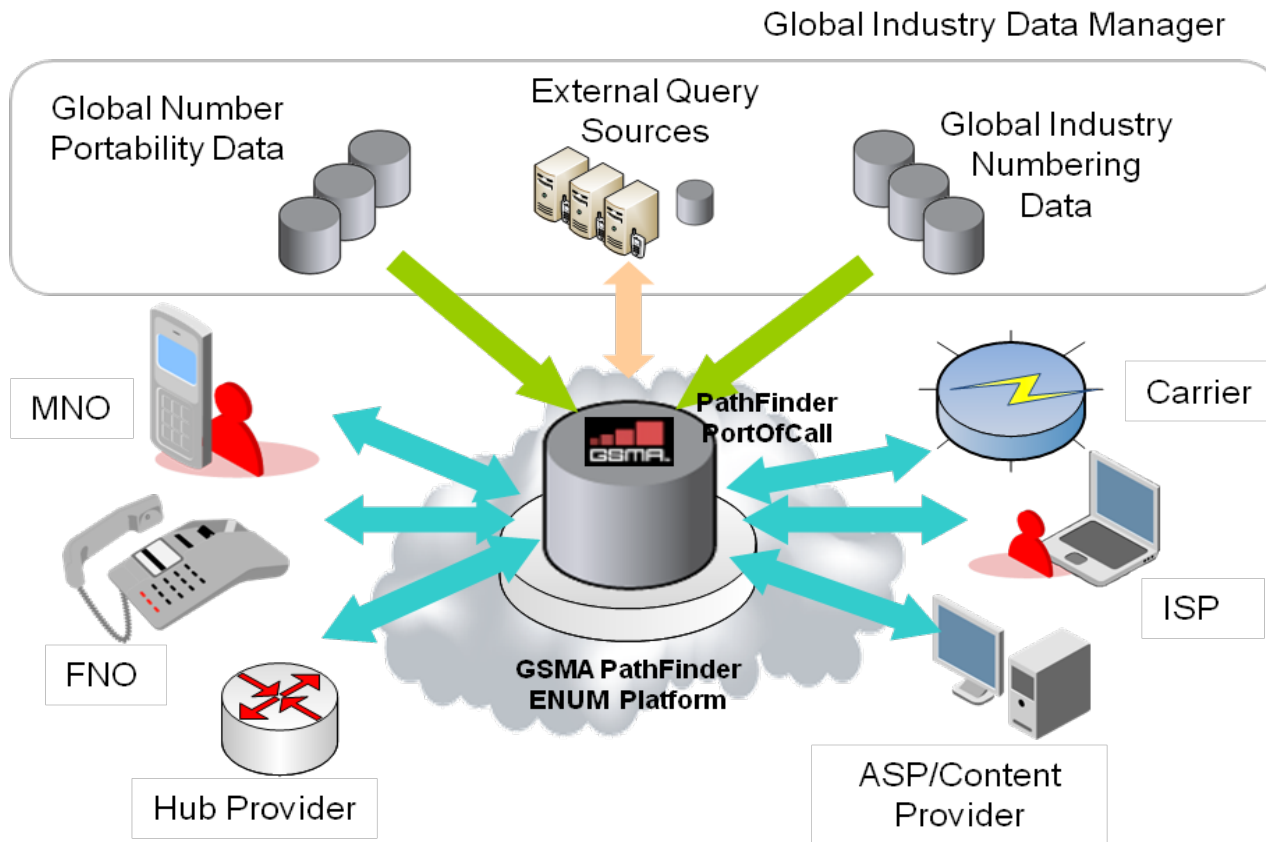 Global Industry Data Manager
Global Number
Portability Data
External Query
Sources
Global Industry
Numbering
Data
MNO
PathFinder
PortOfCall
GSMA
Carrier
FNO
ISP
GSMA PathFinder
ENUM Platform
Hub Provider
ASP/Content
Provider